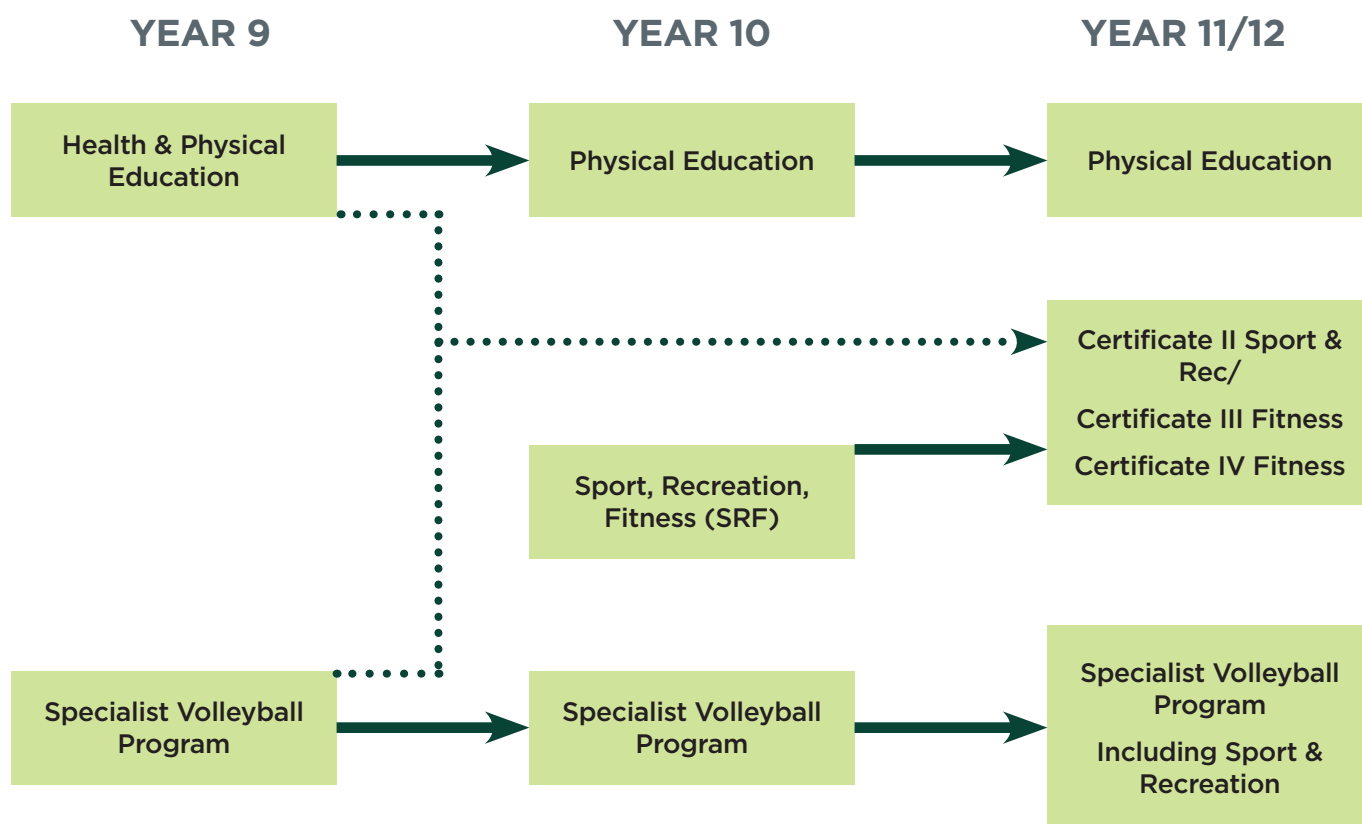 YEAR 9
YEAR 10
YEAR 11/12
Health & Physical
Education
Physical Education
Physical Education
Certificate II Sport &
Rec/
Certificate III Fitness
Certificate IV Fitness
Sport, Recreation,
Fitness (SRF)
Specialist Volleyball
Program
Specialist Volleyball
Program
Specialist Volleyball
Program
Including Sport &
Recreation